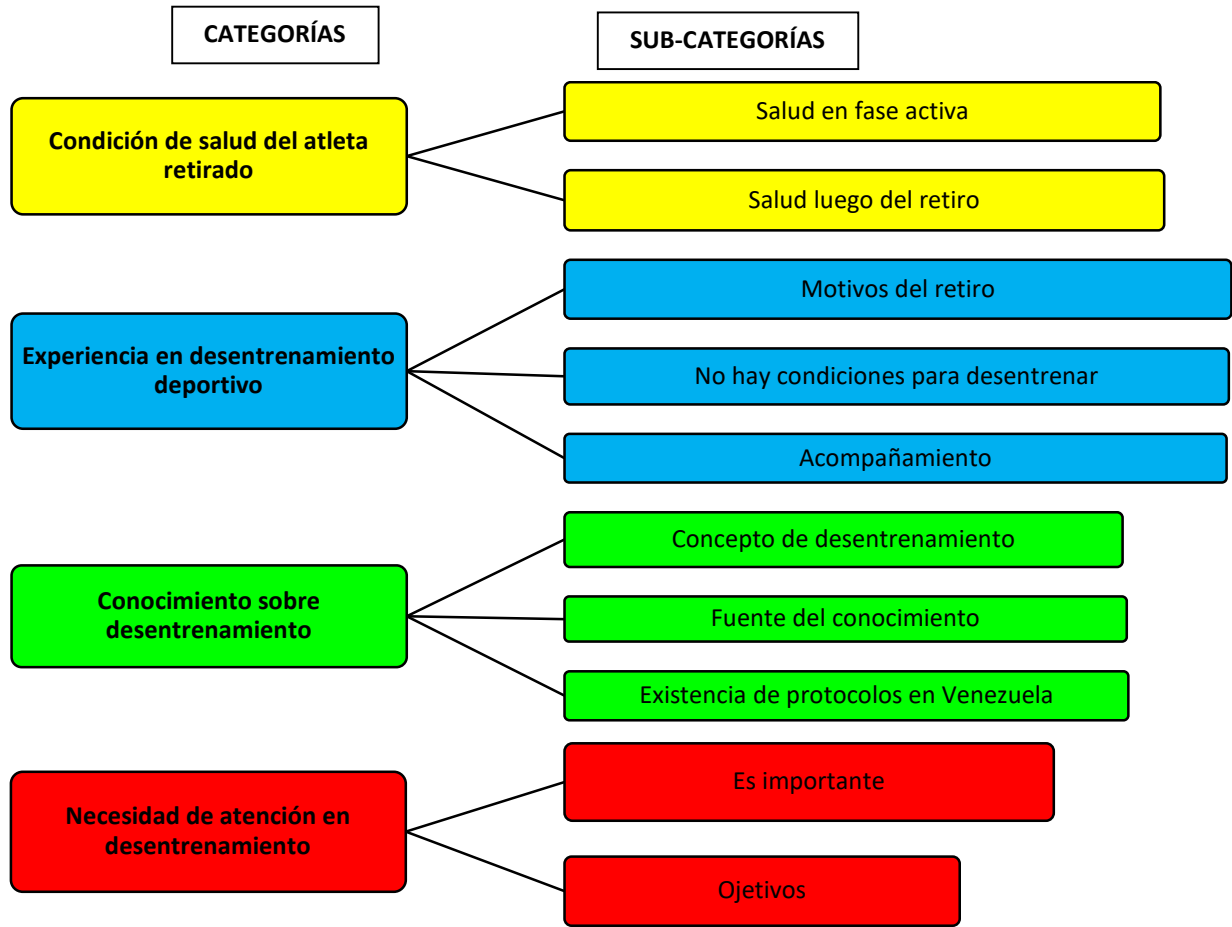 CATEGORÍAS
SUB-CATEGORÍAS
Condición de salud del atleta
retirado
Salud en fase activa
Salud luego del retiro
Experiencia en desentrenamiento
deportivo
Motivos del retiro
No hay condiciones para desentrenar
Acompañamiento
Conocimiento sobre
desentrenamiento
Concepto de desentrenamiento
Fuente del conocimiento
Existencia de protocolos en Venezuela
Necesidad de atención en
desentrenamiento
Es importante
Ojetivos